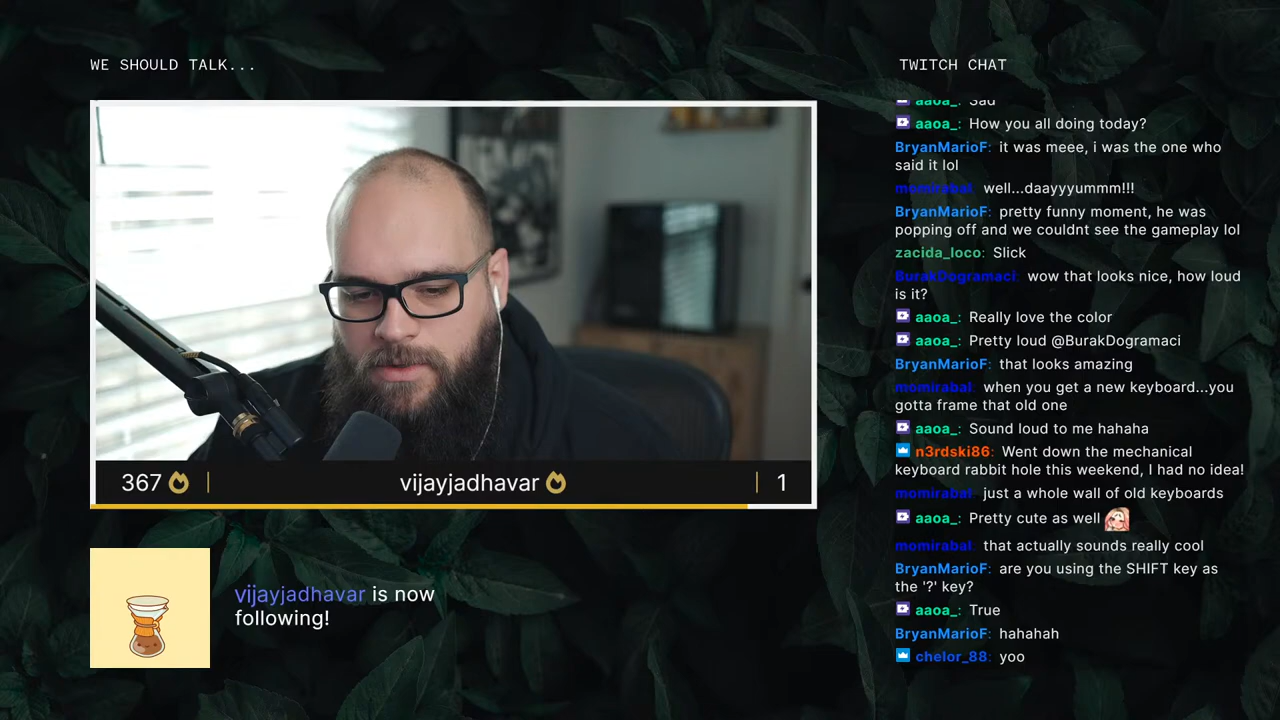 WE SHOULD TALK...
TWITCH CHAT
aaoa_: Sad
aaoa_: How you all doing today?
BryanMarioF: it was meee, i was the one who
said it lol
momirabal: well...daayyyummm!!!
BryanMarioF: pretty funny moment, he was
popping off and we couldnt see the gameplay lol
zacida_loco: Slick
BurakDogramaci: wow that looks nice, how loud
is it?
aaoa_: Really love the color
aaoa_: Pretty loud @BurakDogramaci
BryanMarioF: that looks amazing
momirabal: when you get a new keyboard...you
gotta frame that old one
aaoa_: Sound loud to me hahaha
n3rdski86: Went down the mechanical
keyboard rabbit hole this weekend, I had no idea!
momirabal: just a whole wall of old keyboards
aaoa_: Pretty cute as well
momirabal: that actually sounds really cool
BryanMarioF: are you using the SHIFT key as
the '?' key?
aaoa_: True
BryanMarioF: hahahah
chelor_88: yoo
367
vijayjadhavar
1
vijayjadhavar is now
following!